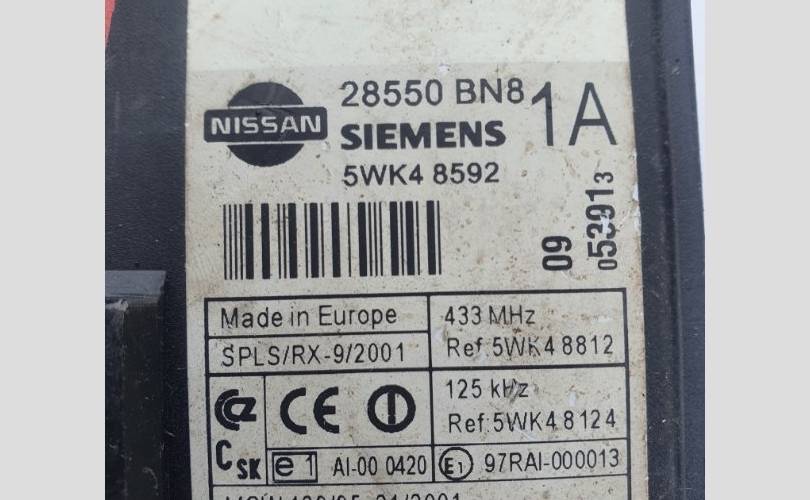 28550 BN8 1A
NISSAN
SIEMENS
5WK4 8592
09
053913
Made in Europe
433 MHz
Ref:5WK4 8812
SPLS/RX-9/2001
125 kHz
Ref:5WK4 8124
CE
C SK
e1 AI-00 0420
E1 97RAI-000013